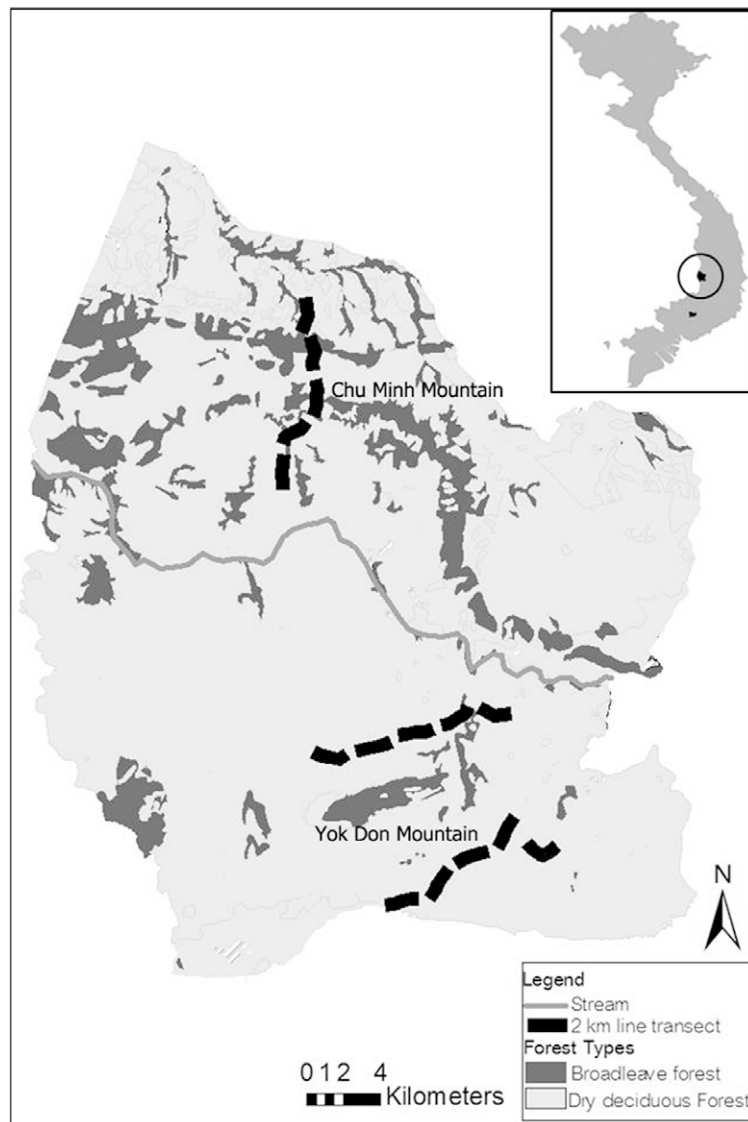 Chu Minh Mountain
Yok Don Mountain
N
Legend
Stream
2 km line transect
Forest Types
Broadleave forest
Dry deciduous Forest
0 1 2 4
Kilometers